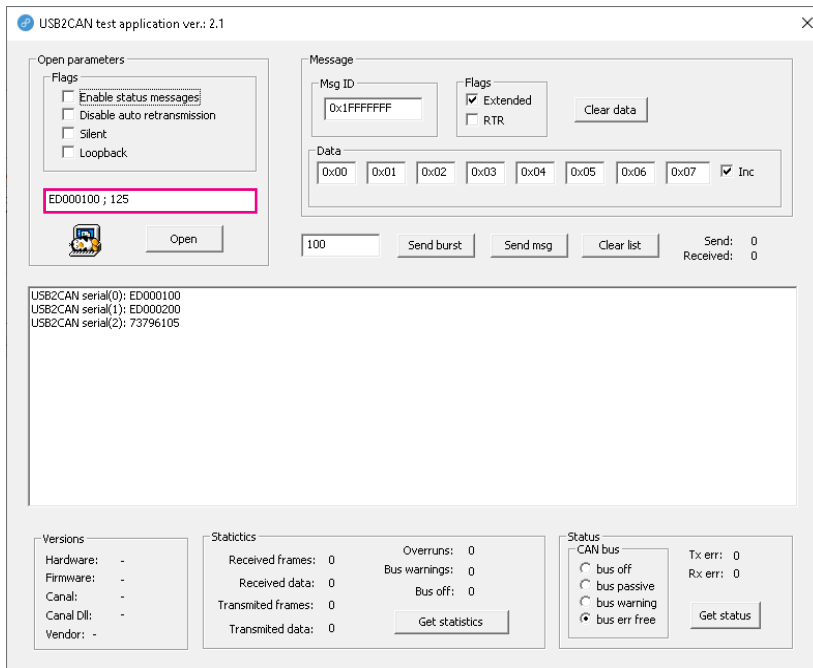 USB2CAN test application ver.: 2.1
Open parameters
Flags
Enable status messages
Disable auto retransmission
Silent
Loopback
ED000100 ; 125
Open
Message
Msg ID
0x1FFFFFFF
Flags
Extended
RTR
Clear data
Data
0x00 0x01 0x02 0x03 0x04 0x05 0x06 0x07 Inc
100 Send burst Send msg Clear list
Send: 0
Received: 0
USB2CAN serial(0): ED000100
USB2CAN serial(1): ED000200
USB2CAN serial(2): 73796105
Versions
Hardware: -
Firmware: -
Canal: -
Canal Dll: -
Vendor: -
Statictics
Received frames: 0
Received data: 0
Transmited frames: 0
Transmited data: 0
Overruns: 0
Bus warnings: 0
Bus off: 0
Get statistics
Status
CAN bus
bus off
bus passive
bus warning
bus err free
Tx err: 0
Rx err: 0
Get status